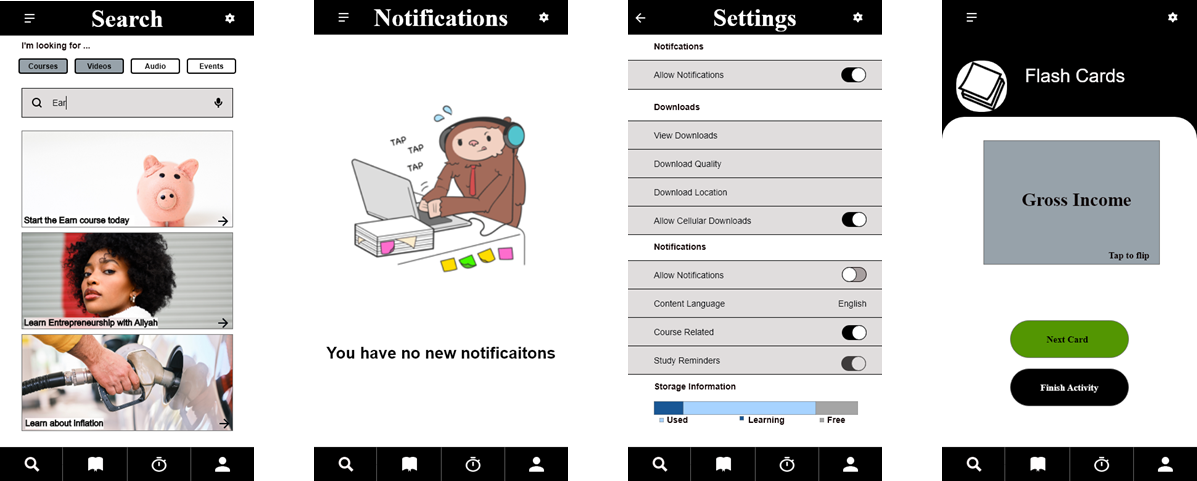 Search
I'm looking for ...
Courses Videos Audio Events
Ear
Start the Earn course today
Learn Entrepreneurship with Aliyah
Learn about Inflation
Notifications
TAP
TAP
TAP
You have no new notificaitons
Settings
Notifcations
Allow Notifications
Downloads
View Downloads
Download Quality
Download Location
Allow Cellular Downloads
Notifications
Allow Notifications
Content Language English
Course Related
Study Reminders
Storage Information
Used Learning Free
Flash Cards
Gross Income
Tap to flip
Next Card
Finish Activity